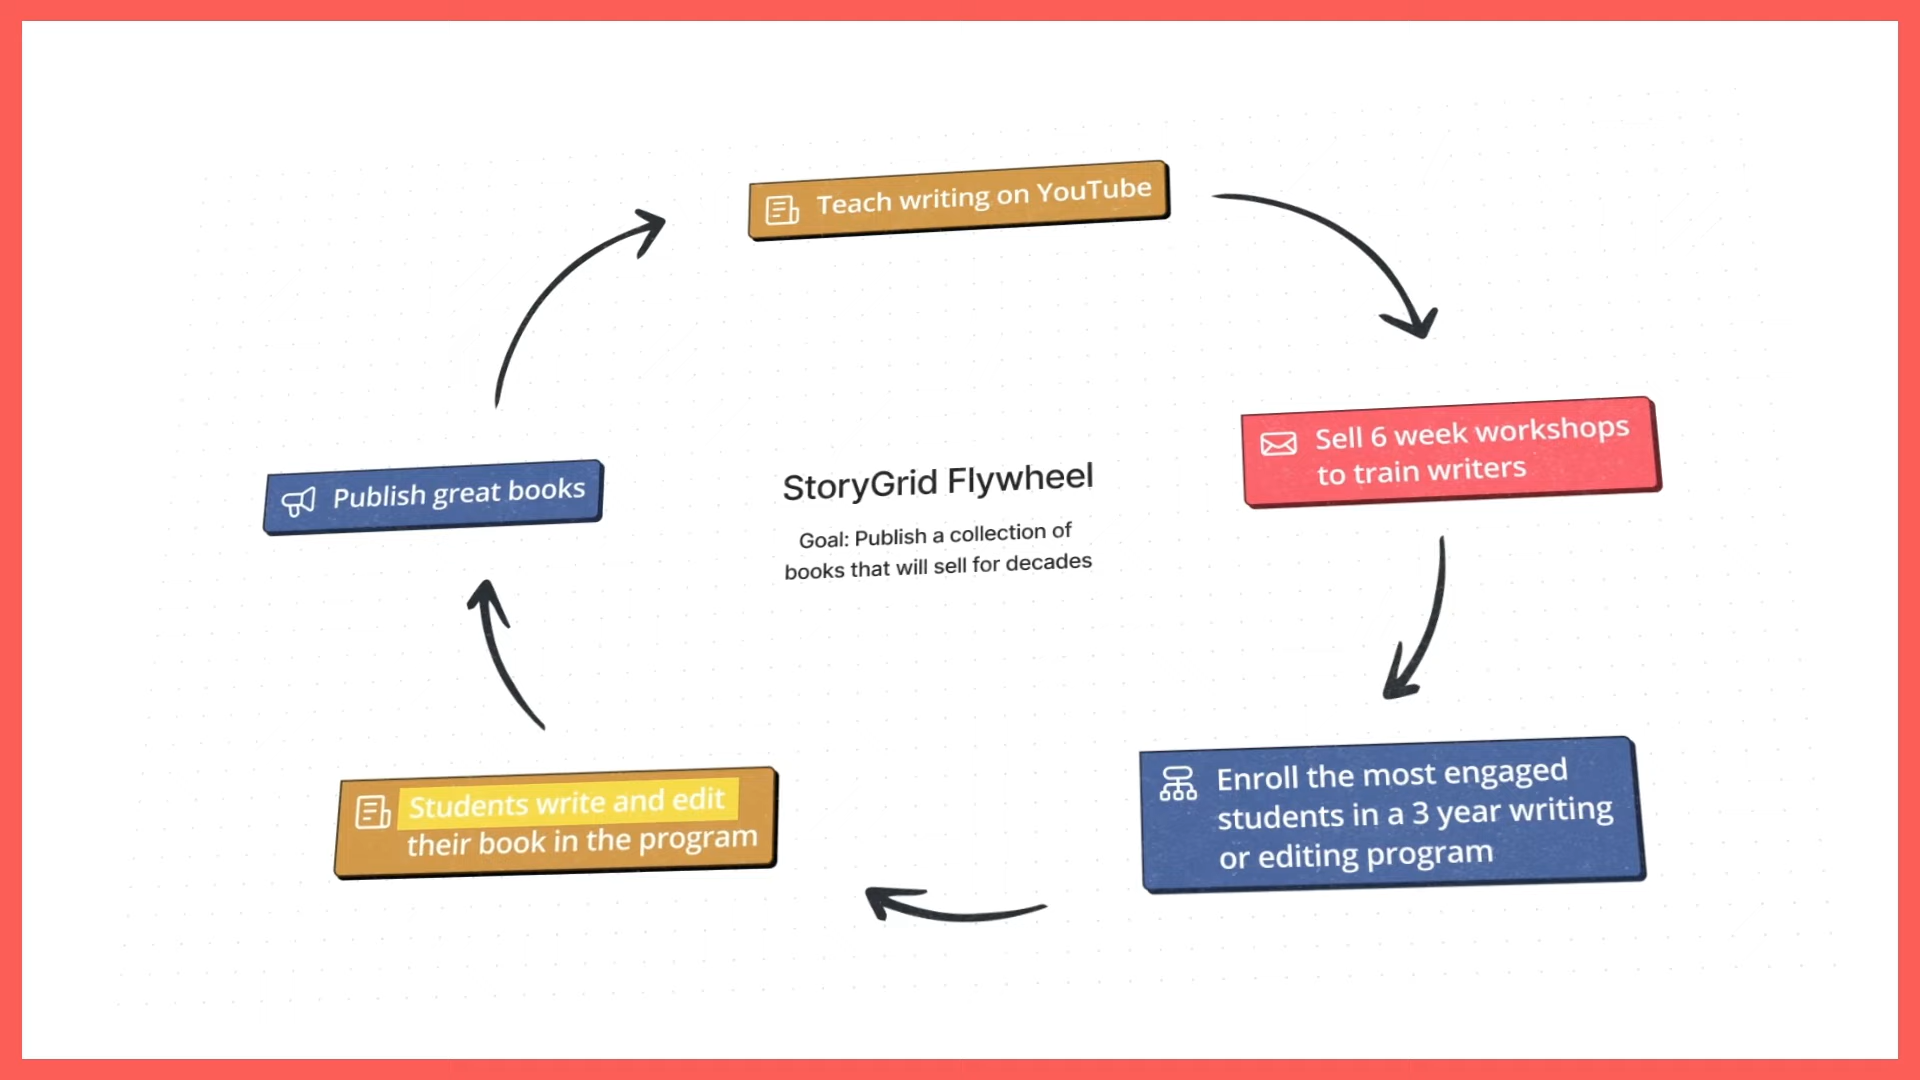 Teach writing on YouTube
Sell 6 week workshops
to train writers
Enroll the most engaged
students in a 3 year writing
or editing program
Students write and edit
their book in the program
Publish great books
StoryGrid Flywheel
Goal: Publish a collection of
books that will sell for decades